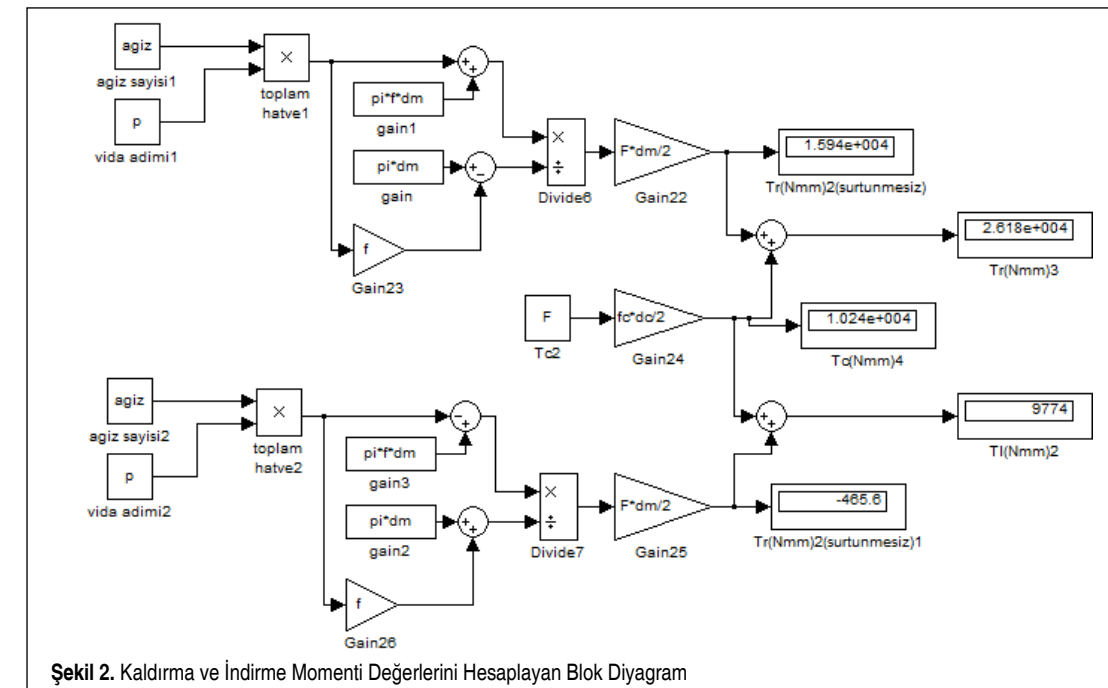 agiz
agiz sayisi1
p
vida adimi1
×
toplam
hatve1
+
+
pi*f*dm
gain1
pi*dm
gain
+
−
f
Gain23
×
÷
Divide6
F*dm/2
Gain22
1.594e+004
Tr(Nmm)2(surtunmesiz)
+
+
2.618e+004
Tr(Nmm)3
F
Tc2
fc*dc/2
Gain24
1.024e+004
Tc(Nmm)4
agiz
agiz sayisi2
p
vida adimi2
×
toplam
hatve2
−
+
pi*f*dm
gain3
pi*dm
gain2
+
+
f
Gain26
×
÷
Divide7
F*dm/2
Gain25
+
+
9774
Tl(Nmm)2
-465.6
Tr(Nmm)2(surtunmesiz)1
Şekil 2. Kaldırma ve İndirme Momenti Değerlerini Hesaplayan Blok Diyagram